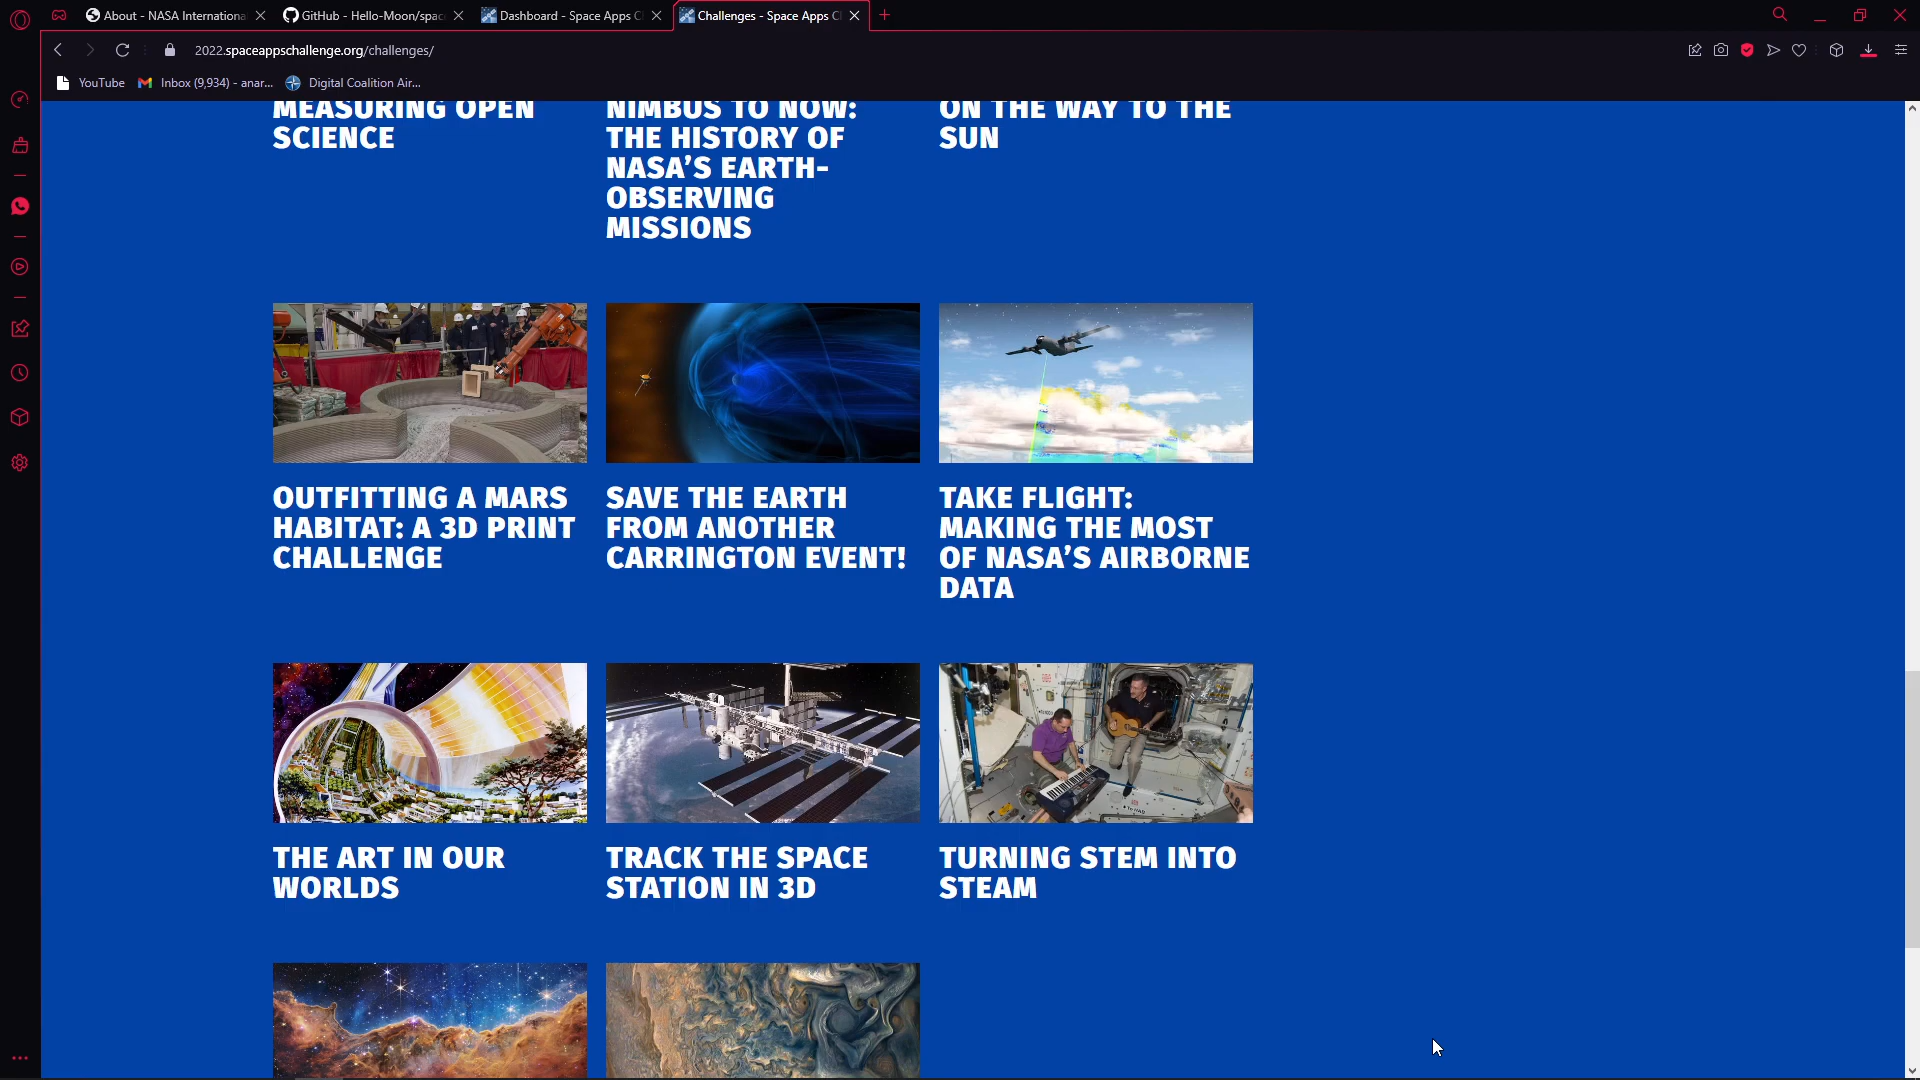 About - NASA Internationa
GitHub - Hello-Moon/spac
Dashboard - Space Apps C
Challenges - Space Apps Cl
2022.spaceappschallenge.org/challenges/
YouTube
Inbox (9,934) - anar...
Digital Coalition Air...
MEASURING OPEN
SCIENCE
NIMBUS TO NOW:
THE HISTORY OF
NASA’S EARTH-
OBSERVING
MISSIONS
ON THE WAY TO THE
SUN
OUTFITTING A MARS
HABITAT: A 3D PRINT
CHALLENGE
SAVE THE EARTH
FROM ANOTHER
CARRINGTON EVENT!
TAKE FLIGHT:
MAKING THE MOST
OF NASA’S AIRBORNE
DATA
THE ART IN OUR
WORLDS
TRACK THE SPACE
STATION IN 3D
TURNING STEM INTO
STEAM